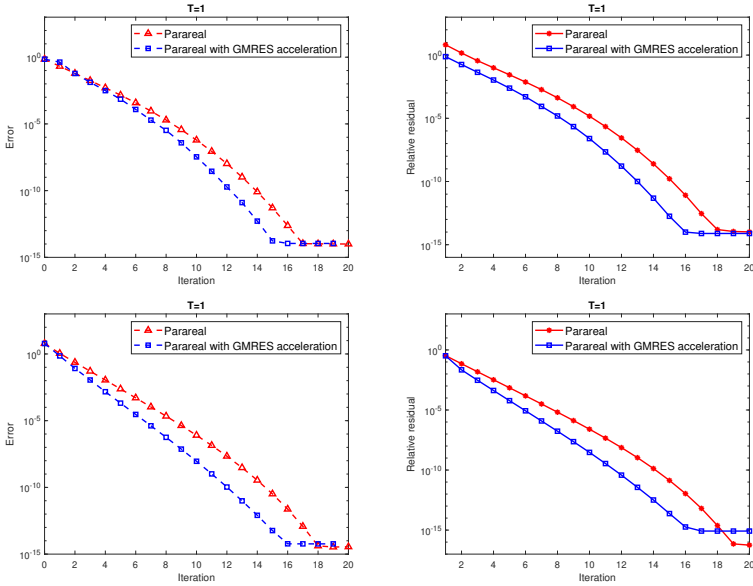 T=1
Parareal
Parareal with GMRES acceleration
10^0
10^-5
10^-10
10^-15
Error
0 2 4 6 8 10 12 14 16 18 20
Iteration
T=1
Parareal
Parareal with GMRES acceleration
10^0
10^-5
10^-10
10^-15
Relative residual
2 4 6 8 10 12 14 16 18 20
Iteration
T=1
Parareal
Parareal with GMRES acceleration
10^0
10^-5
10^-10
10^-15
Error
0 2 4 6 8 10 12 14 16 18 20
Iteration
T=1
Parareal
Parareal with GMRES acceleration
10^0
10^-5
10^-10
10^-15
Relative residual
2 4 6 8 10 12 14 16 18 20
Iteration